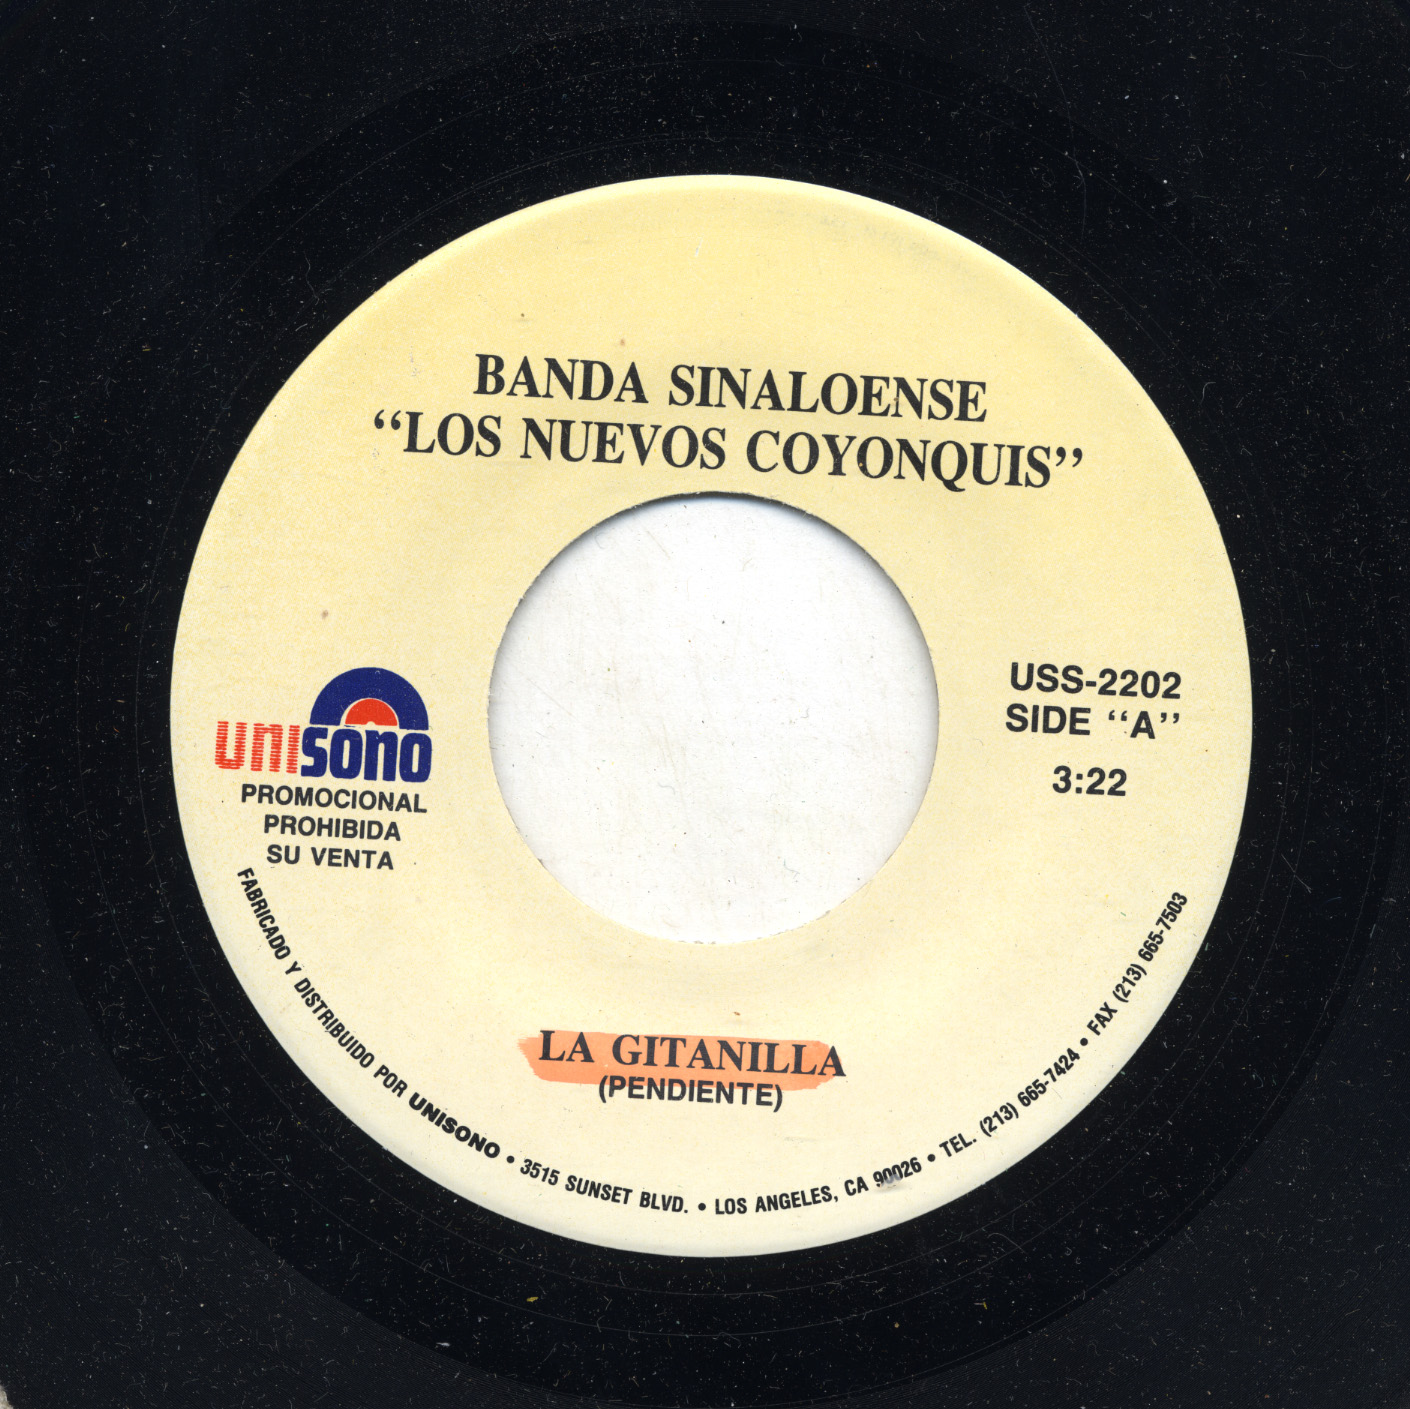 BANDA SINALOENSE
“LOS NUEVOS COYONQUIS”
USS-2202
SIDE “A”
3:22
UNISONO
PROMOCIONAL
PROHIBIDA
SU VENTA
LA GITANILLA
(PENDIENTE)
FABRICADO Y DISTRIBUIDO POR UNISONO • 3515 SUNSET BLVD. • LOS ANGELES, CA 90026 • TEL. (213) 665-7424 • FAX (213) 665-7503